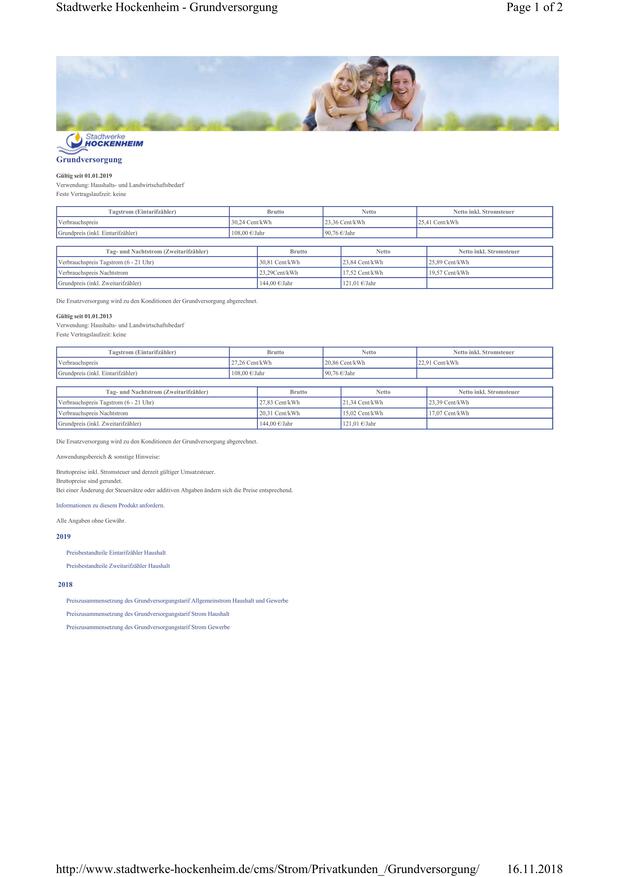 Stadtwerke Hockenheim - Grundversorgung Page 1 of 2
Stadtwerke
HOCKENHEIM
Grundversorgung
Gültig seit 01.01.2019
Verwendung: Haushalts- und Landwirtschaftsbedarf
Feste Vertragslaufzeit: keine
Tagstrom (Eintarifzähler) Brutto Netto Netto inkl. Stromsteuer
Verbrauchspreis 30,24 Cent/kWh 23,36 Cent/kWh 25,41 Cent/kWh
Grundpreis (inkl. Eintarifzähler) 108,00 €/Jahr 90,76 €/Jahr
Tag- und Nachtstrom (Zweitarifzähler) Brutto Netto Netto inkl. Stromsteuer
Verbrauchspreis Tagstrom (6 - 21 Uhr) 30,81 Cent/kWh 23,84 Cent/kWh 25,89 Cent/kWh
Verbrauchspreis Nachtstrom 23,29Cent/kWh 17,52 Cent/kWh 19,57 Cent/kWh
Grundpreis (inkl. Zweitarifzähler) 144,00 €/Jahr 121,01 €/Jahr
Die Ersatzversorgung wird zu den Konditionen der Grundversorgung abgerechnet.
Gültig seit 01.01.2013
Verwendung: Haushalts- und Landwirtschaftsbedarf
Feste Vertragslaufzeit: keine
Tagstrom (Eintarifzähler) Brutto Netto Netto inkl. Stromsteuer
Verbrauchspreis 27,26 Cent/kWh 20,86 Cent/kWh 22,91 Cent/kWh
Grundpreis (inkl. Eintarifzähler) 108,00 €/Jahr 90,76 €/Jahr
Tag- und Nachtstrom (Zweitarifzähler) Brutto Netto Netto inkl. Stromsteuer
Verbrauchspreis Tagstrom (6 - 21 Uhr) 27,83 Cent/kWh 21,34 Cent/kWh 23,39 Cent/kWh
Verbrauchspreis Nachtstrom 20,31 Cent/kWh 15,02 Cent/kWh 17,07 Cent/kWh
Grundpreis (inkl. Zweitarifzähler) 144,00 €/Jahr 121,01 €/Jahr
Die Ersatzversorgung wird zu den Konditionen der Grundversorgung abgerechnet.
Anwendungsbereich & sonstige Hinweise:
Bruttopreise inkl. Stromsteuer und derzeit gültiger Umsatzsteuer.
Bruttopreise sind gerundet.
Bei einer Änderung der Steuersätze oder additiven Abgaben ändern sich die Preise entsprechend.
Informationen zu diesem Produkt anfordern.
Alle Angaben ohne Gewähr.
2019
Preisbestandteile Eintarifzähler Haushalt
Preisbestandteile Zweitarifzähler Haushalt
2018
Preiszusammensetzung des Grundversorgungstarif Allgemeinstrom Haushalt und Gewerbe
Preiszusammensetzung des Grundversorgungstarif Strom Haushalt
Preiszusammensetzung des Grundversorgungstarif Strom Gewerbe
http://www.stadtwerke-hockenheim.de/cms/Strom/Privatkunden_/Grundversorgung/ 16.11.2018